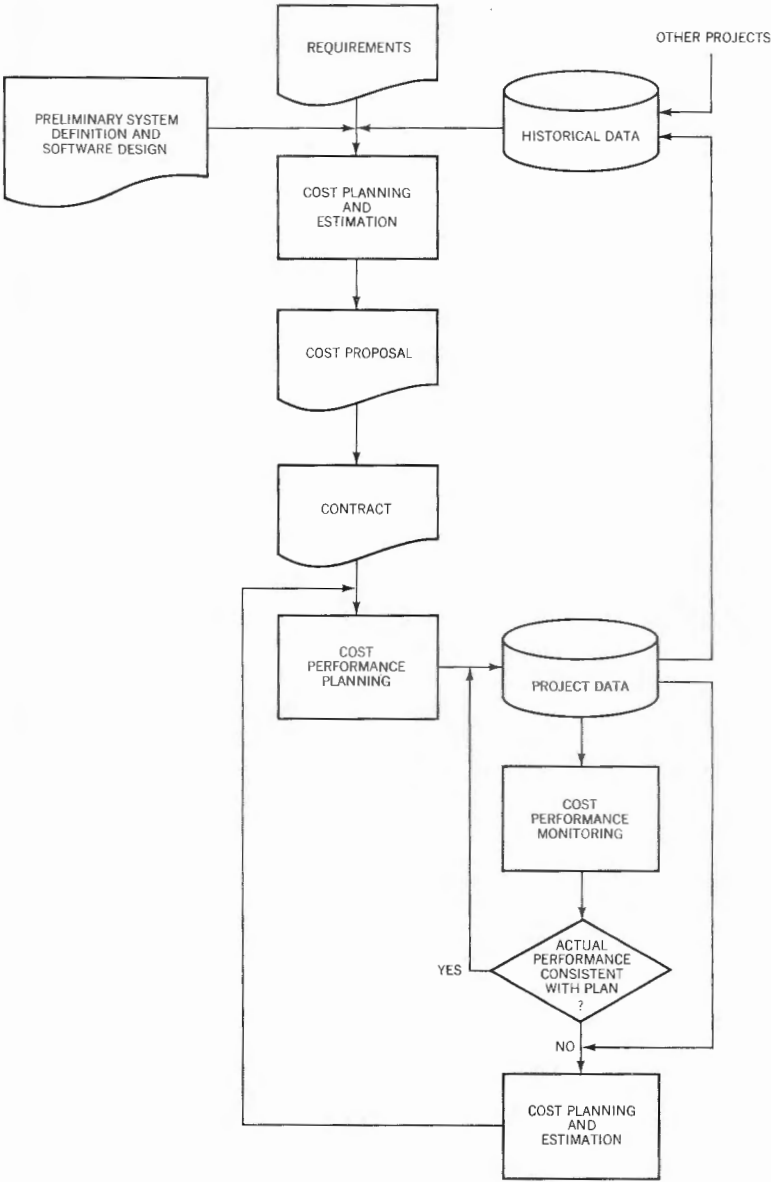 REQUIREMENTS
OTHER PROJECTS
PRELIMINARY SYSTEM
DEFINITION AND
SOFTWARE DESIGN
HISTORICAL DATA
COST PLANNING
AND
ESTIMATION
COST PROPOSAL
CONTRACT
COST
PERFORMANCE
PLANNING
PROJECT DATA
COST
PERFORMANCE
MONITORING
ACTUAL
PERFORMANCE
CONSISTENT
WITH PLAN
?
YES
NO
COST PLANNING
AND
ESTIMATION